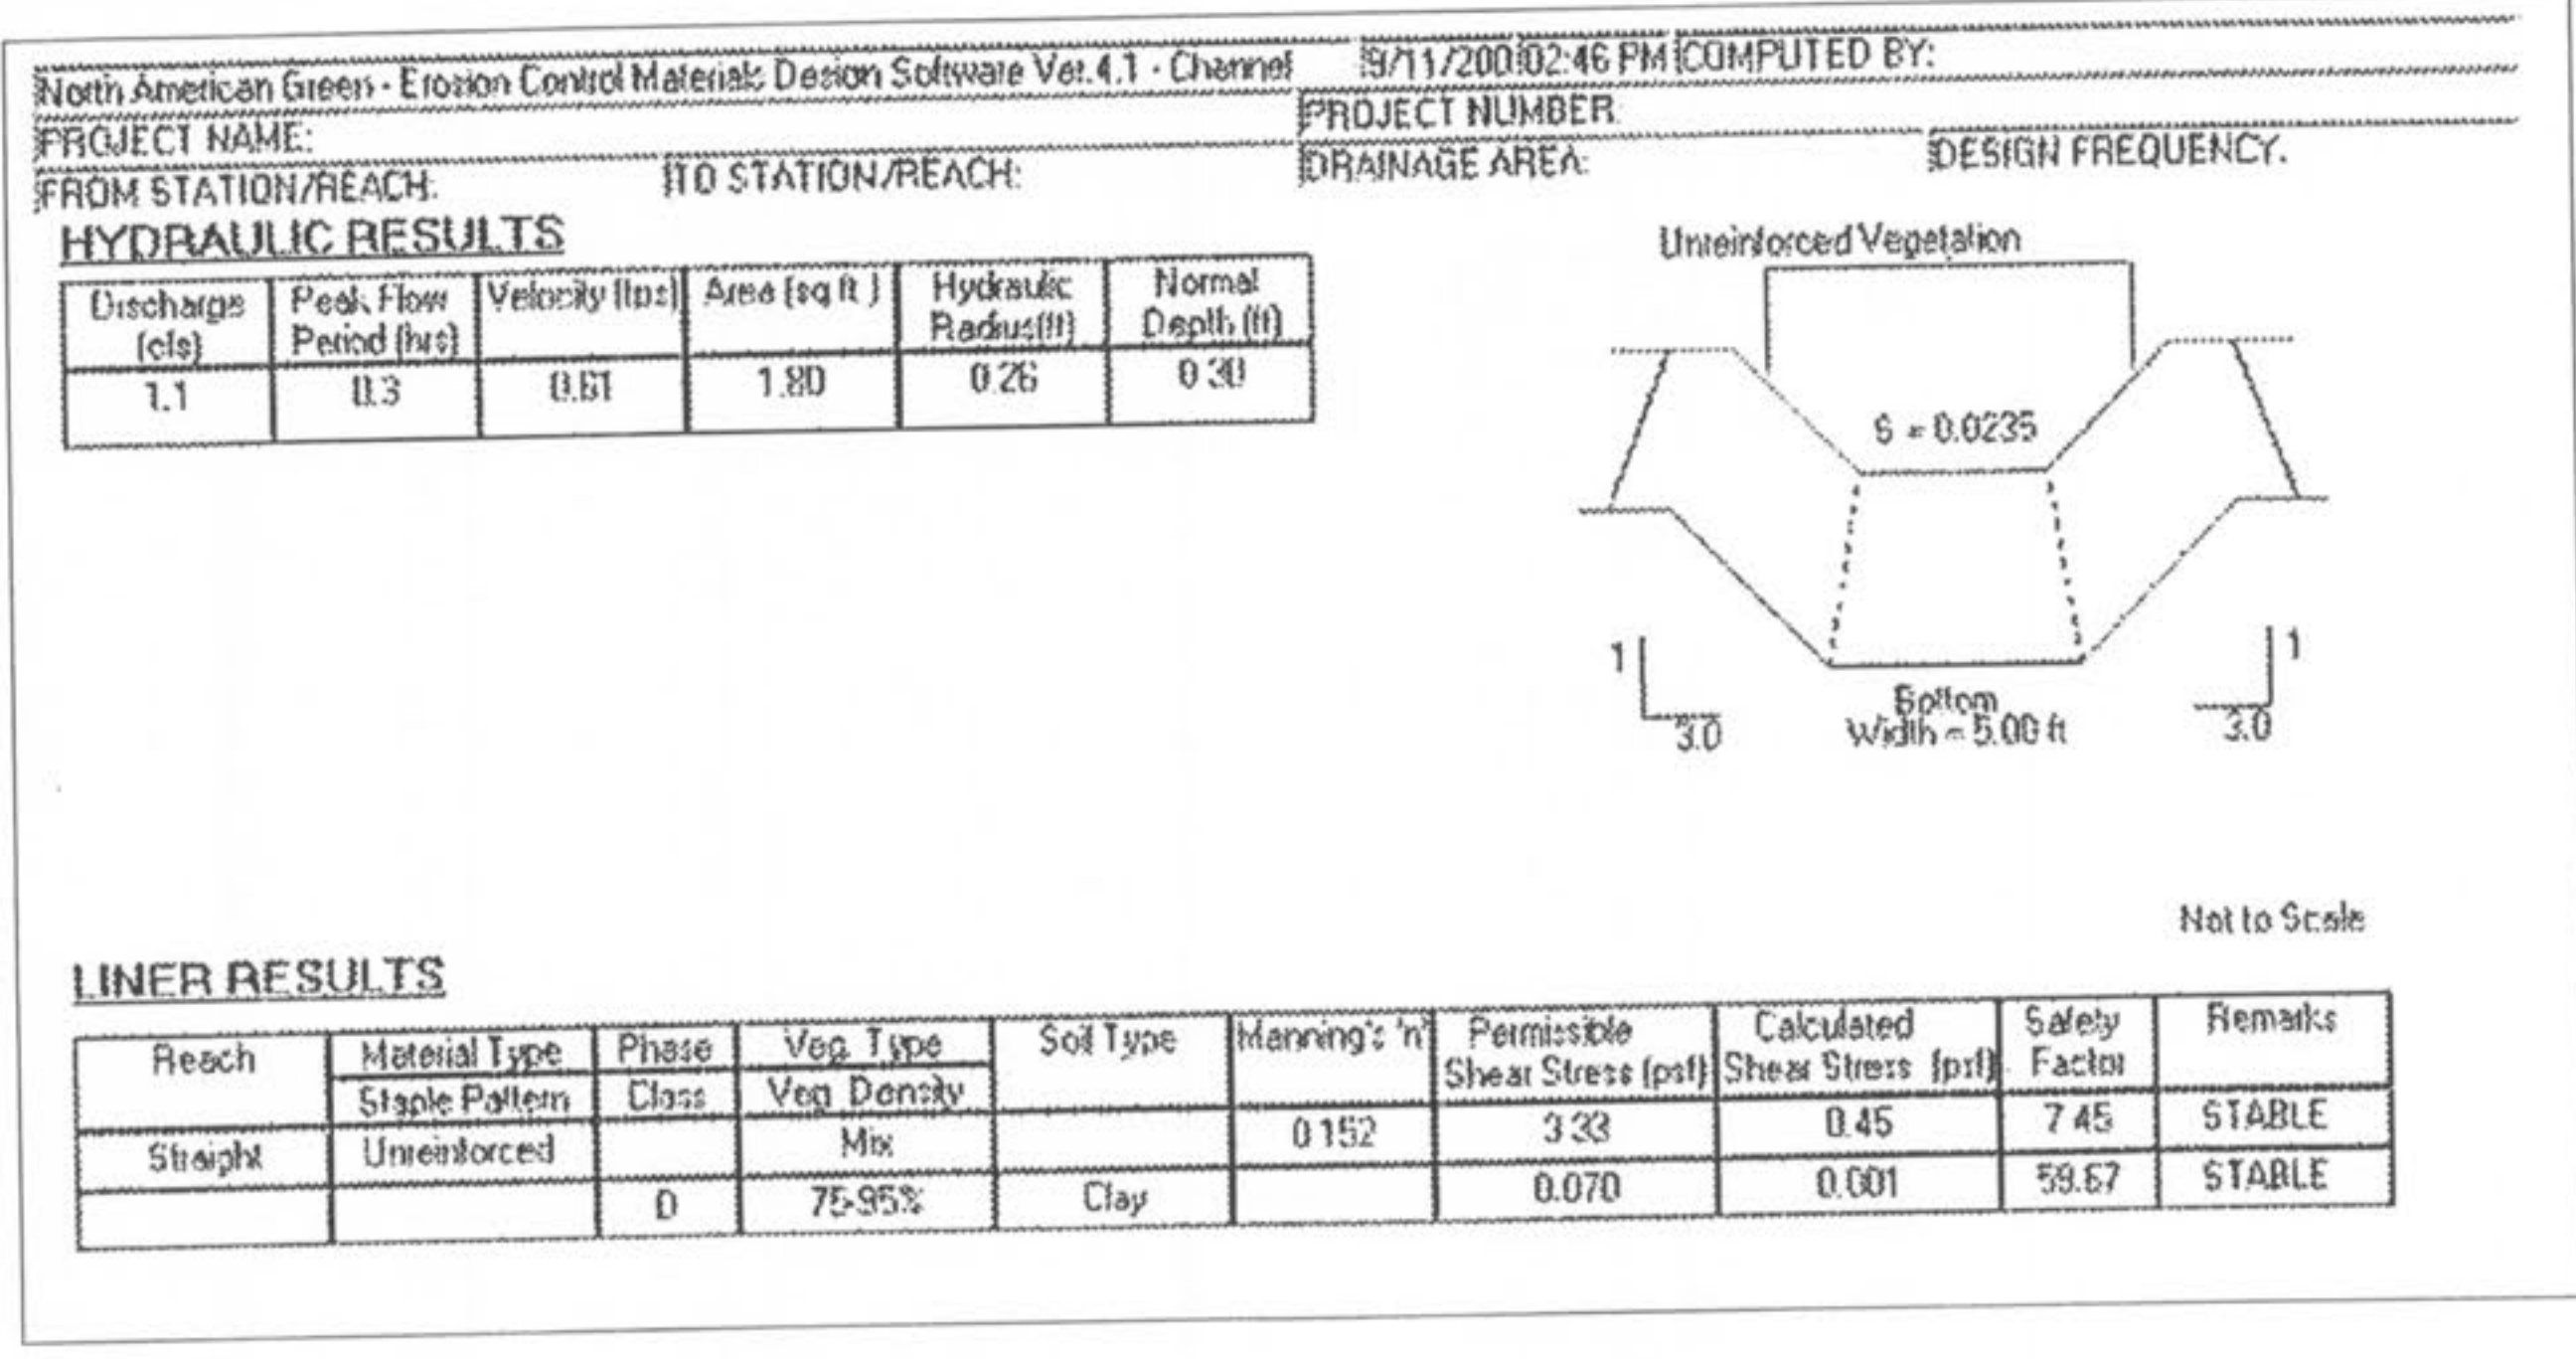 North American Green - Erosion Control Materials Design Software Ver.4.1 - Channel 9/11/200 02:46 PM COMPUTED BY:
PROJECT NAME: PROJECT NUMBER:
FROM STATION/REACH: TO STATION/REACH: DRAINAGE AREA: DESIGN FREQUENCY:
HYDRAULIC RESULTS
Discharge (cfs) Peak Flow Period (hrs) Velocity (fps) Area (sq ft) Hydraulic Radius(ft) Normal Depth (ft)
1.1 0.3 0.61 1.80 0.26 0.30
Unreinforced Vegetation
S = 0.0235
1 1
Bottom
3.0 Width = 5.00 ft 3.0
Not to Scale
LINER RESULTS
Reach Material Type Phase Veg. Type Soil Type Manning's 'n' Permissible Shear Stress (psf) Calculated Shear Stress (psf) Safety Factor Remarks
Staple Pattern Class Veg. Density
Straight Unreinforced Mix 0.152 3.33 0.45 7.45 STABLE
D 75-95% Clay 0.070 0.001 59.67 STABLE